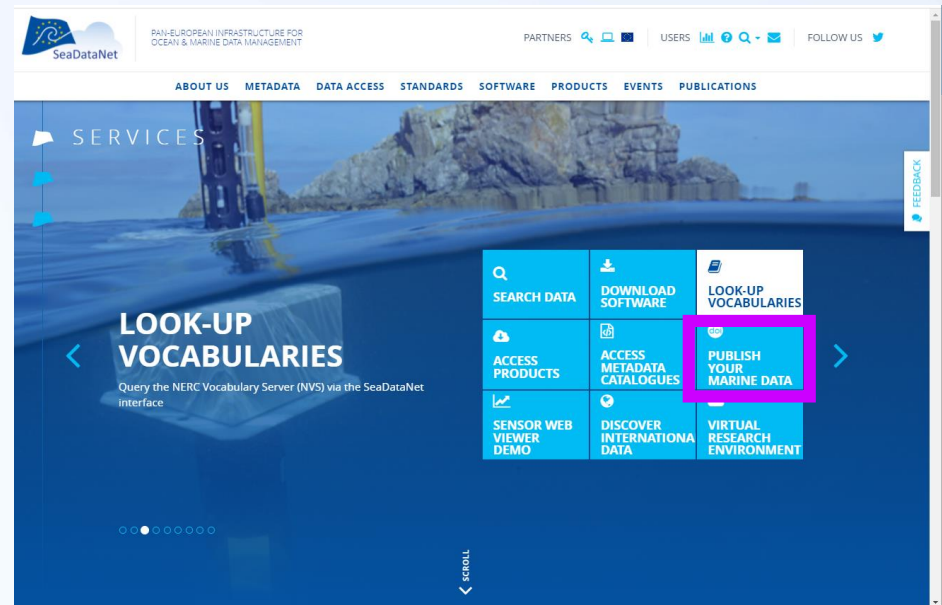 SeaDataNet
PAN-EUROPEAN INFRASTRUCTURE FOR
OCEAN & MARINE DATA MANAGEMENT
PARTNERS
USERS
FOLLOW US
ABOUT US METADATA DATA ACCESS STANDARDS SOFTWARE PRODUCTS EVENTS PUBLICATIONS
SERVICES
FEEDBACK
SEARCH DATA
DOWNLOAD
SOFTWARE
LOOK-UP
VOCABULARIES
LOOK-UP
VOCABULARIES
Query the NERC Vocabulary Server (NVS) via the SeaDataNet
interface
ACCESS
PRODUCTS
ACCESS
METADATA
CATALOGUES
doi
PUBLISH
YOUR
MARINE DATA
SENSOR WEB
VIEWER
DEMO
DISCOVER
INTERNATIONA
DATA
VIRTUAL
RESEARCH
ENVIRONMENT
SCROLL